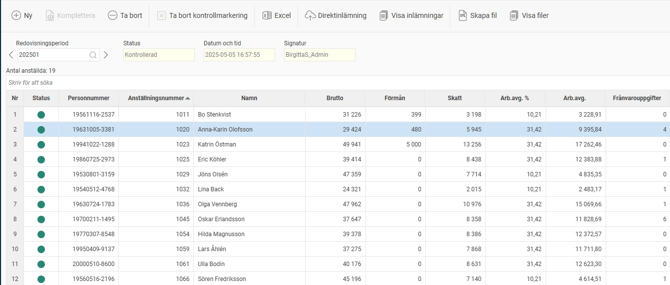 Ny Komplettera Ta bort Ta bort kontrollmarkering Excel Direktinlämning Visa inlämningar Skapa fil Visa filer
Redovisningsperiod Status Datum och tid Signatur
202501 Kontrollerad 2025-05-05 16:57:55 BirgittaS_Admin
Antal anställda: 19
Skriv för att söka
Nr Status Personnummer Anställningsnummer Namn Brutto Förmån Skatt Arb.avg. % Arb.avg. Frånvarouppgifter
1 19561116-2537 1011 Bo Stenkvist 31 226 399 3 198 10,21 3 228,91 0
2 19631005-3381 1020 Anna-Karin Olofsson 29 424 480 5 945 31,42 9 395,84 4
3 19941022-1288 1023 Katrin Östman 49 941 5 000 13 256 31,42 17 262,46 0
4 19860725-2973 1025 Eric Köhler 39 414 0 8 438 31,42 12 383,88 1
5 19530801-3159 1029 Jöns Olsén 47 359 0 7 714 10,21 4 835,35 0
6 19540512-4768 1032 Lina Back 24 321 0 2 015 10,21 2 483,17 1
7 19630724-1783 1036 Olga Vennberg 47 962 0 10 976 31,42 15 069,66 1
8 19700211-1495 1045 Oskar Erlandsson 37 647 0 8 358 31,42 11 828,69 6
9 19770308-8548 1054 Hilda Magnusson 39 378 0 8 386 31,42 12 372,57 0
10 19950409-9137 1059 Lars Åhlén 37 275 0 7 868 31,42 11 711,80 0
11 20000510-8600 1061 Ulla Bodin 40 176 0 8 631 31,42 12 623,30 0
12 19560516-2196 1066 Sören Fredriksson 45 196 0 7 140 10,21 4 614,51 1